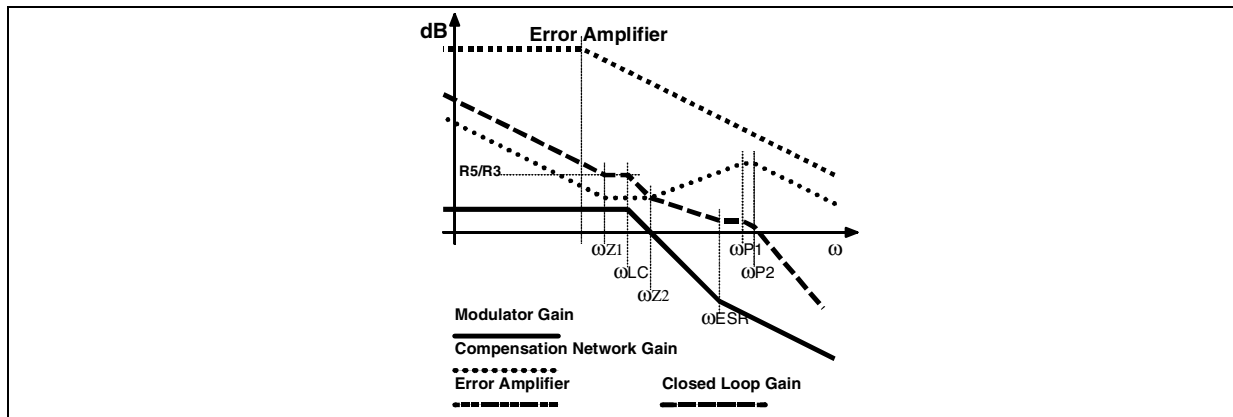 dB
Error Amplifier
R5/R3
ωZ1
ωP1
ω
ωLC
ωP2
ωZ2
ωESR
Modulator Gain
Compensation Network Gain
Error Amplifier
Closed Loop Gain